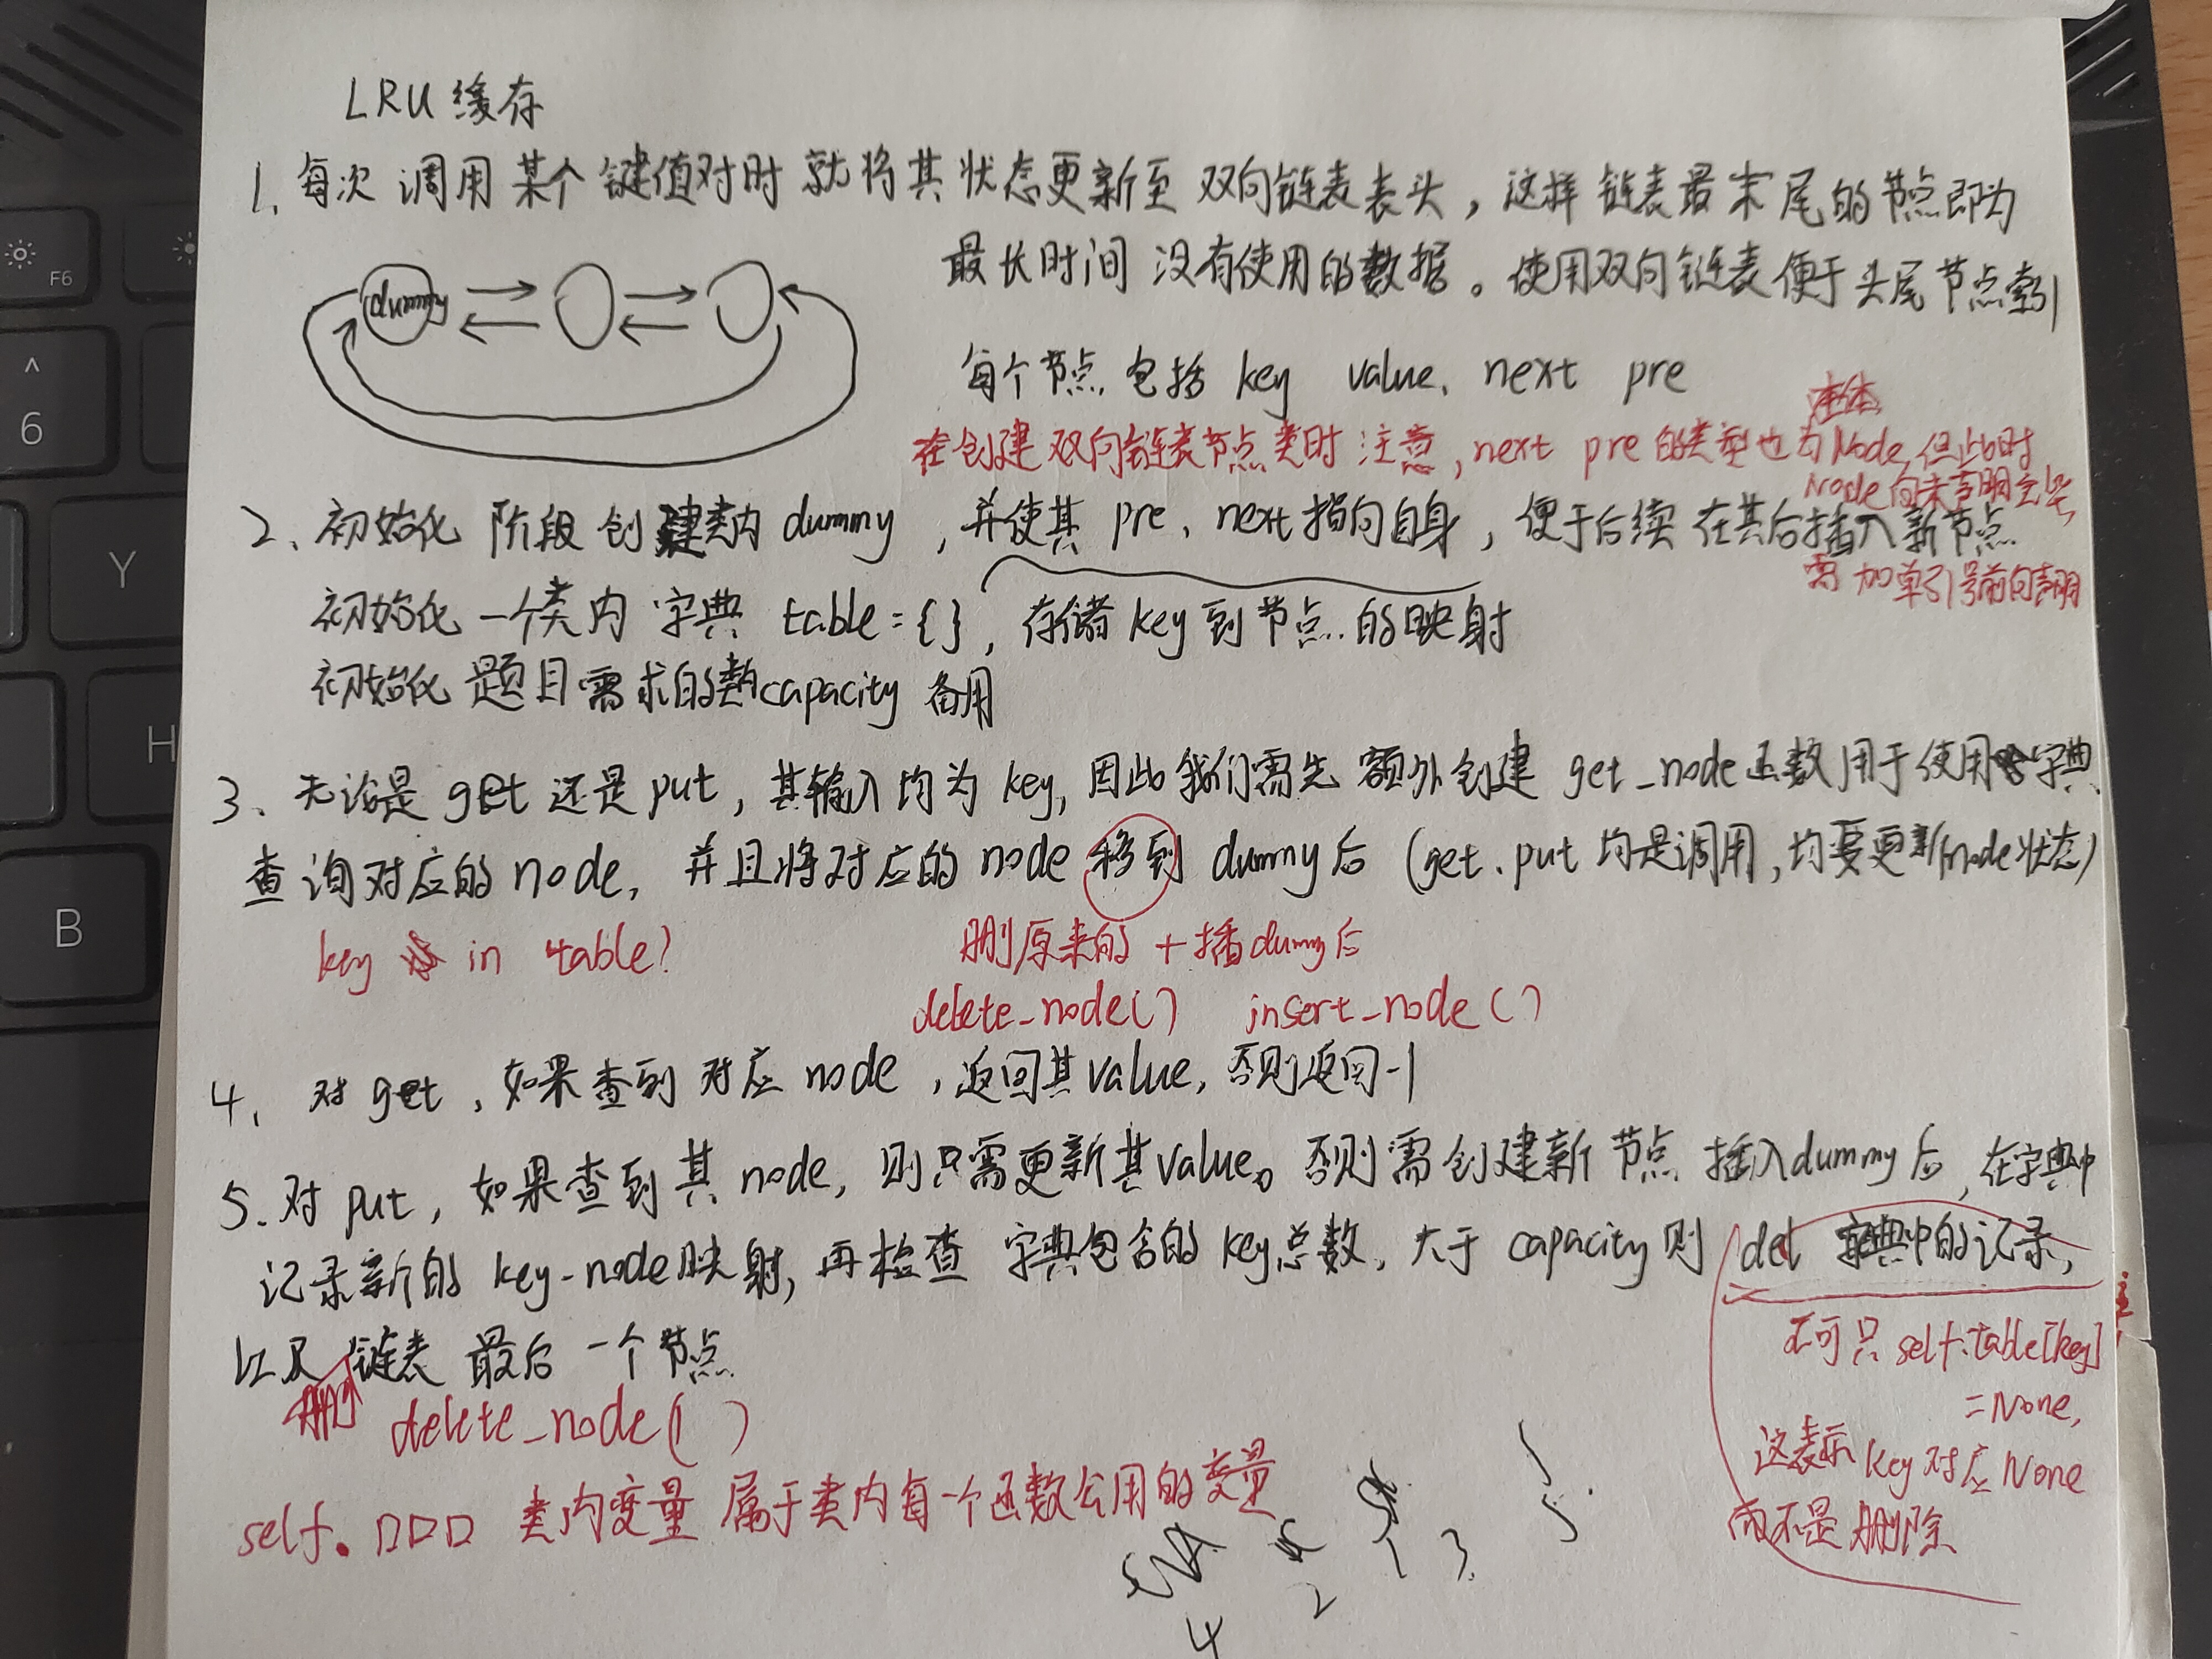 LRU缓存
1. 每次调用某个键值对时就将其状态更新至双向链表表头，这样链表最末尾的节点即为
最长时间没有使用的数据。使用双向链表便于头尾节点索引
dummy
每个节点包括 key value、next pre
在创建双向链表节点类时 注意，next pre的类型也为Node，但此时
Node尚未声明完毕，
需加单引号前向声明
2、初始化阶段创建类内dummy，并使其pre、next指向自身，便于后续在其后插入新节点
初始化一个类内字典 table={}，存储key到节点的映射
初始化题目需求的类内capacity备用
3、无论是get还是put，其输入均为key，因此我们需先额外创建get_node函数用于使用字典
查询对应的node，并且将对应的node移到dummy后（get、put均是调用，均要更新node状态）
key in table?
删原来的 + 插dummy后
delete_node() insert_node()
4、对get，如果查到对应node，返回其value，否则返回-1
5、对put，如果查到其node，则只需更新其value。否则需创建新节点插入dummy后，在字典中
记录新的key-node映射，再检查字典包含的key总数，大于capacity则del字典中的记录，
以及链表最后一个节点
删
注
不可只self.table[key]
=None，
这表示key对应None
而不是删除
delete_node()
self.□□□ 类内变量 属于类内每一个函数公用的变量
1 3
2
4
F6
^
6
Y
H
B